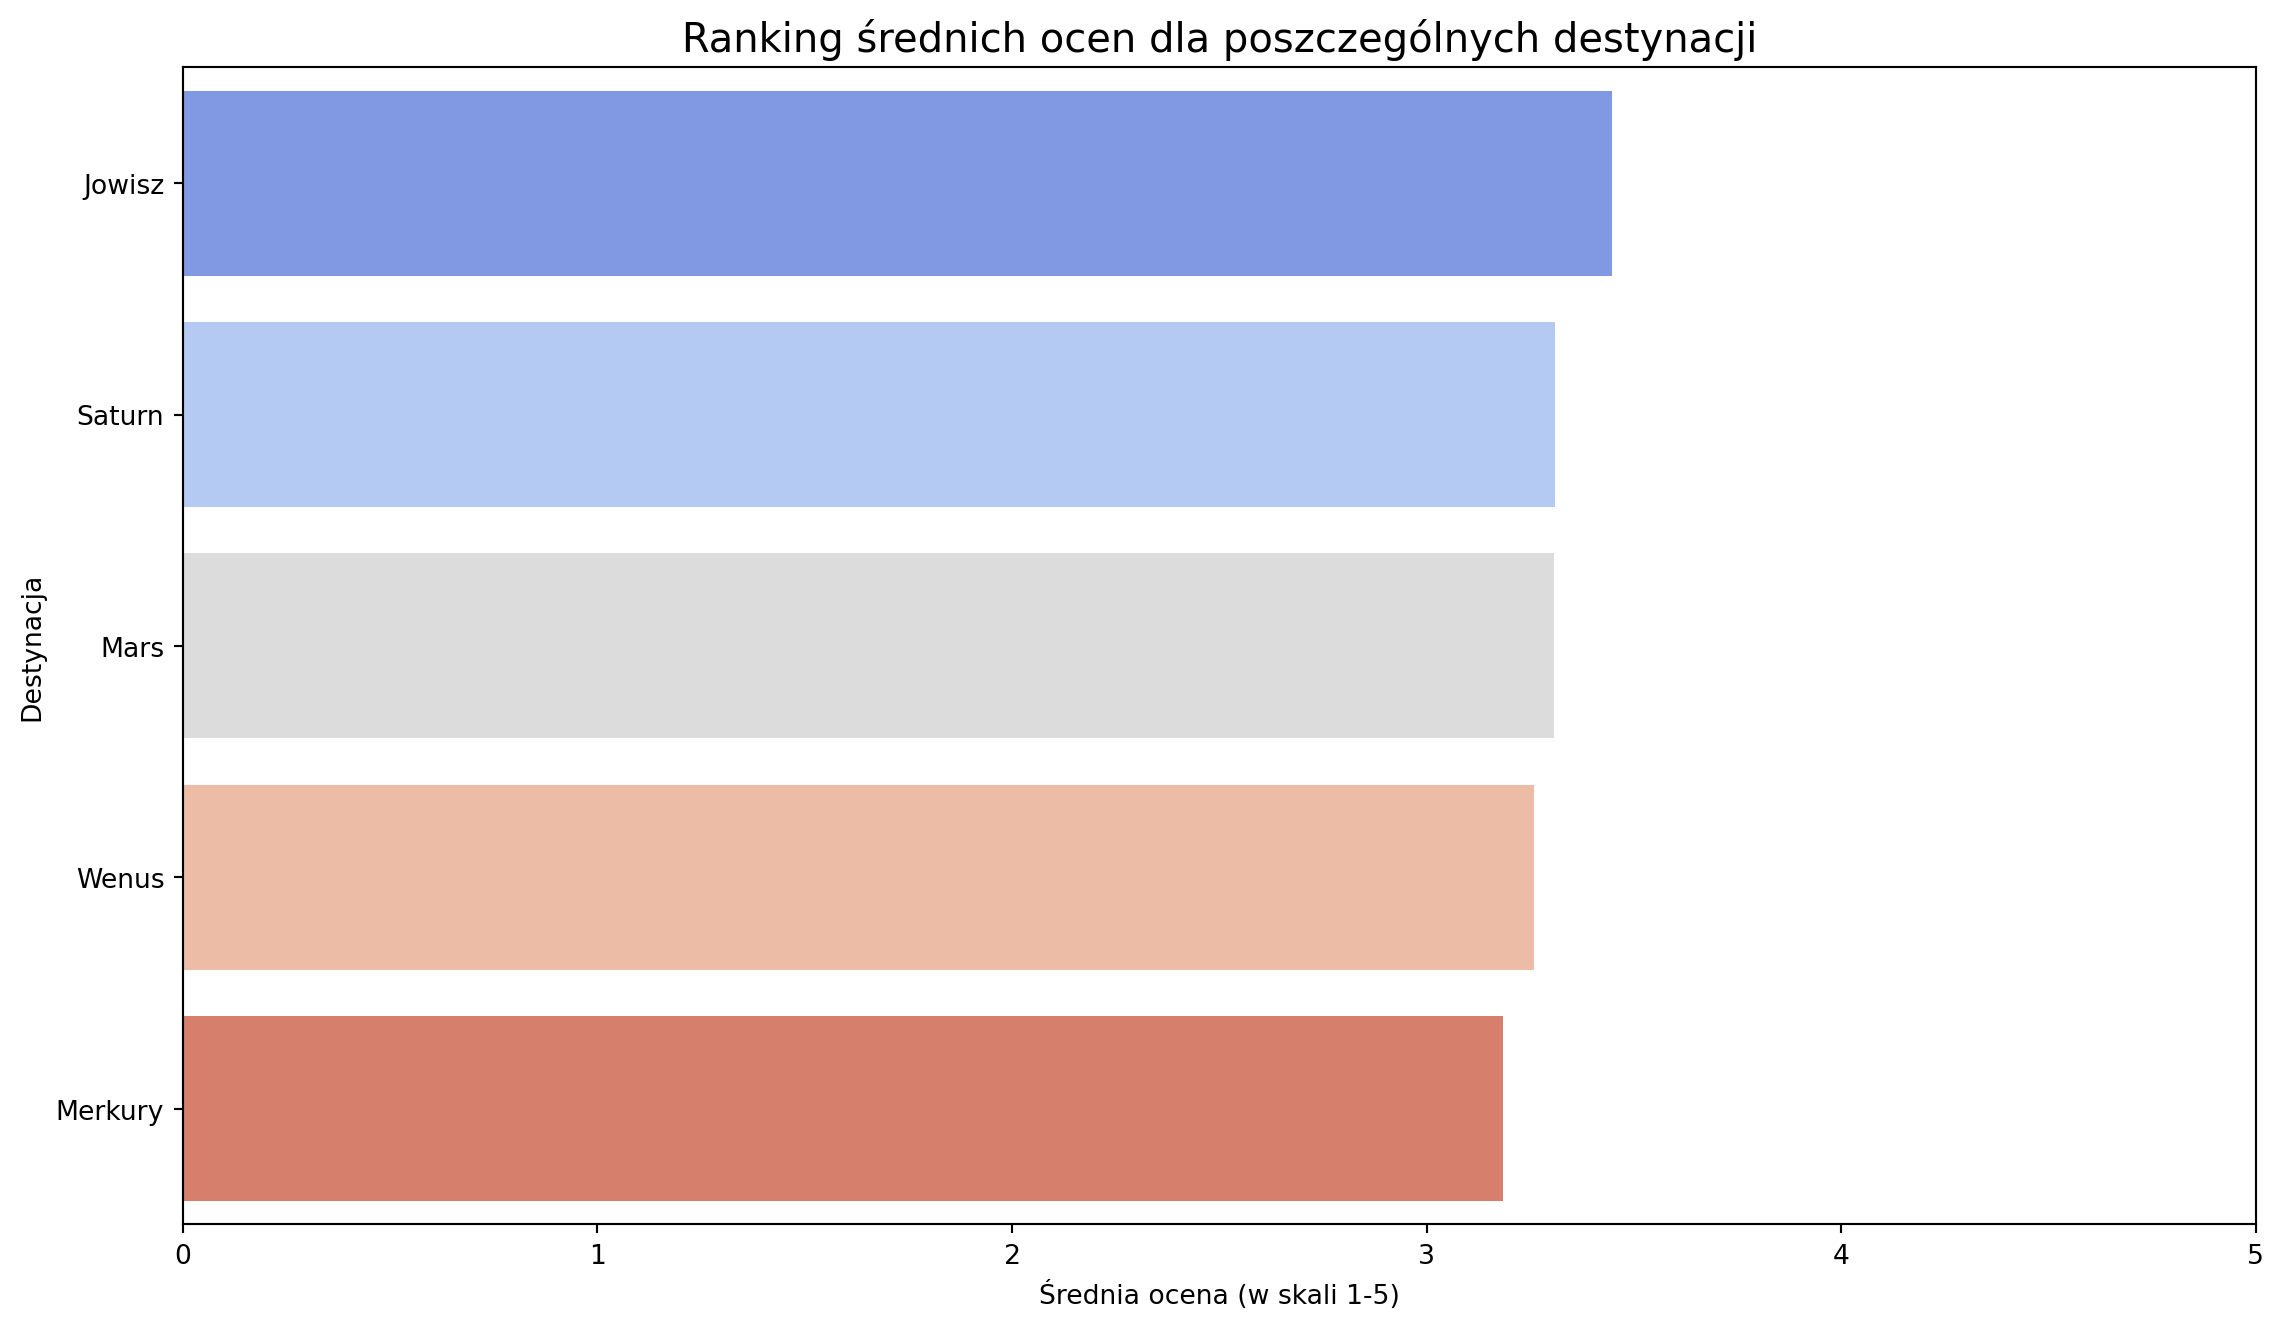 Ranking średnich ocen dla poszczególnych destynacji
Destynacja
Jowisz
Saturn
Mars
Wenus
Merkury
0 1 2 3 4 5
Średnia ocena (w skali 1-5)